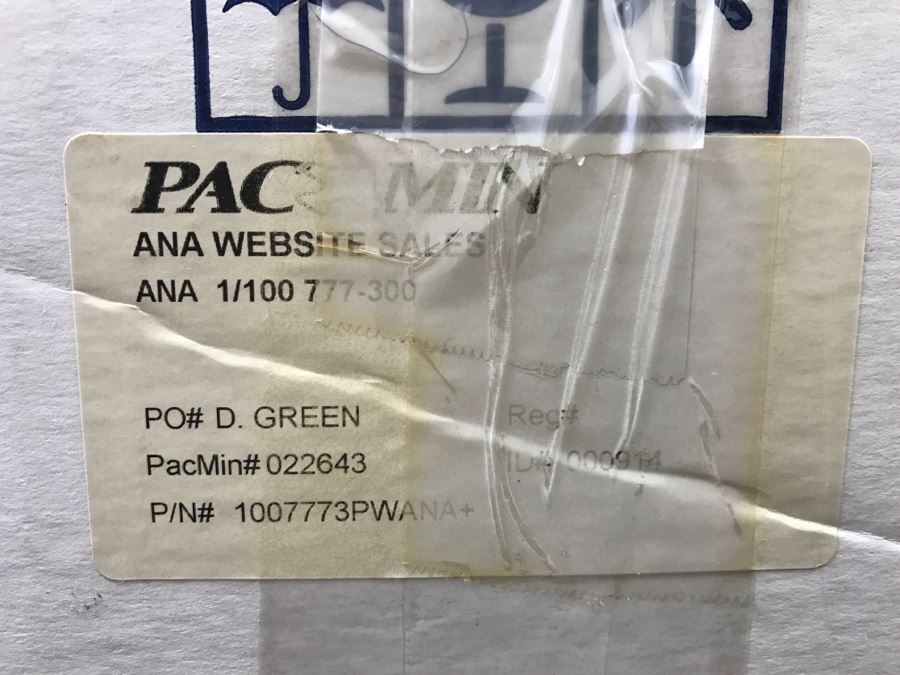 PAC MIN
ANA WEBSITE SALES
ANA 1/100 777-300
PO# D. GREEN
Reg#
PacMin# 022643
ID# 000914
P/N# 1007773PWANA+